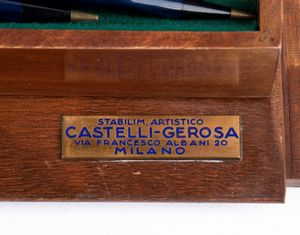 STABILIM. ARTISTICO
CASTELLI-GEROSA
VIA FRANCESCO ALBANI 20
MILANO